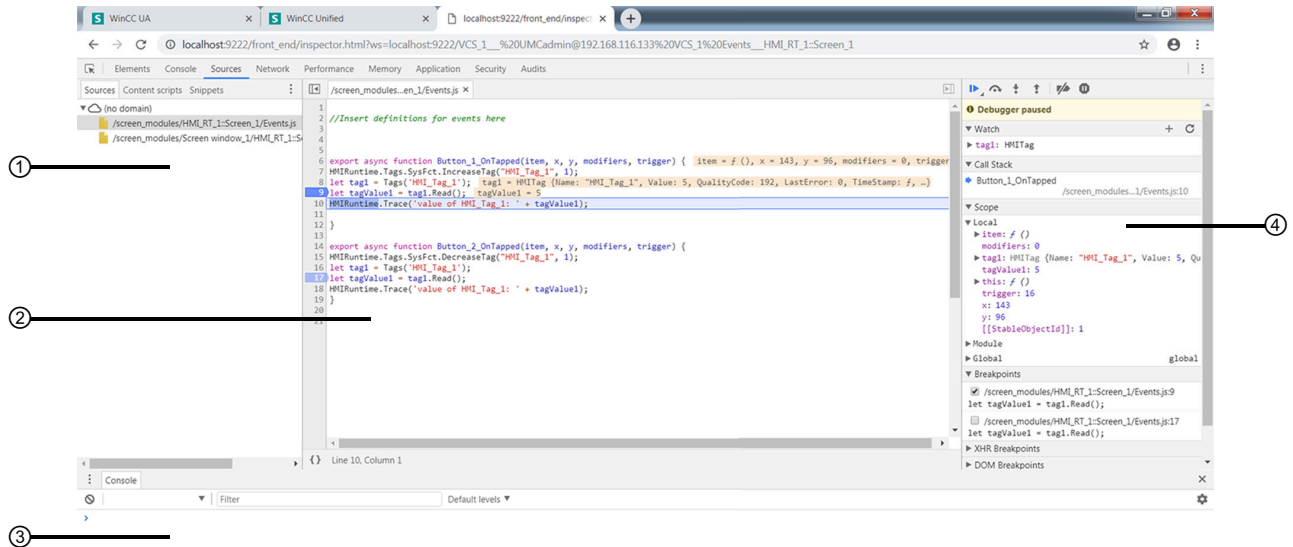 WinCC UA
WinCC Unified
localhost:9222/front_end/inspect
localhost:9222/front_end/inspector.html?ws=localhost:9222/VCS_1__%20UMCadmin@192.168.116.133%20VCS_1%20Events__HMI_RT_1::Screen_1
Elements Console Sources Network Performance Memory Application Security Audits
Sources Content scripts Snippets
/screen_modules...en_1/Events.js
(no domain)
/screen_modules/HMI_RT_1::Screen_1/Events.js
/screen_modules/Screen window_1/HMI_RT_1::Sc
①
②
③
④
1
2 //Insert definitions for events here
3
4
5
6 export async function Button_1_OnTapped(item, x, y, modifiers, trigger) { item = ƒ (), x = 143, y = 96, modifiers = 0, trigger
7 HMIRuntime.Tags.SysFct.IncreaseTag("HMI_Tag_1", 1);
8 let tag1 = Tags('HMI_Tag_1'); tag1 = HMITag {Name: "HMI_Tag_1", Value: 5, QualityCode: 192, LastError: 0, TimeStamp: ƒ, …}
9 let tagValue1 = tag1.Read(); tagValue1 = 5
10 HMIRuntime.Trace('value of HMI_Tag_1: ' + tagValue1);
11
12 }
13
14 export async function Button_2_OnTapped(item, x, y, modifiers, trigger) {
15 HMIRuntime.Tags.SysFct.DecreaseTag("HMI_Tag_1", 1);
16 let tag1 = Tags('HMI_Tag_1');
17 let tagValue1 = tag1.Read();
18 HMIRuntime.Trace('value of HMI_Tag_1: ' + tagValue1);
19 }
20
21
{} Line 10, Column 1
Debugger paused
Watch
tag1: HMITag
Call Stack
Button_1_OnTapped
/screen_modules...1/Events.js:10
Scope
Local
item: ƒ ()
modifiers: 0
tag1: HMITag {Name: "HMI_Tag_1", Value: 5, Qu
tagValue1: 5
this: ƒ ()
trigger: 16
x: 143
y: 96
[[StableObjectId]]: 1
Module
Global global
Breakpoints
/screen_modules/HMI_RT_1::Screen_1/Events.js:9
let tagValue1 = tag1.Read();
/screen_modules/HMI_RT_1::Screen_1/Events.js:17
let tagValue1 = tag1.Read();
XHR Breakpoints
DOM Breakpoints
Console
Filter
Default levels ▼